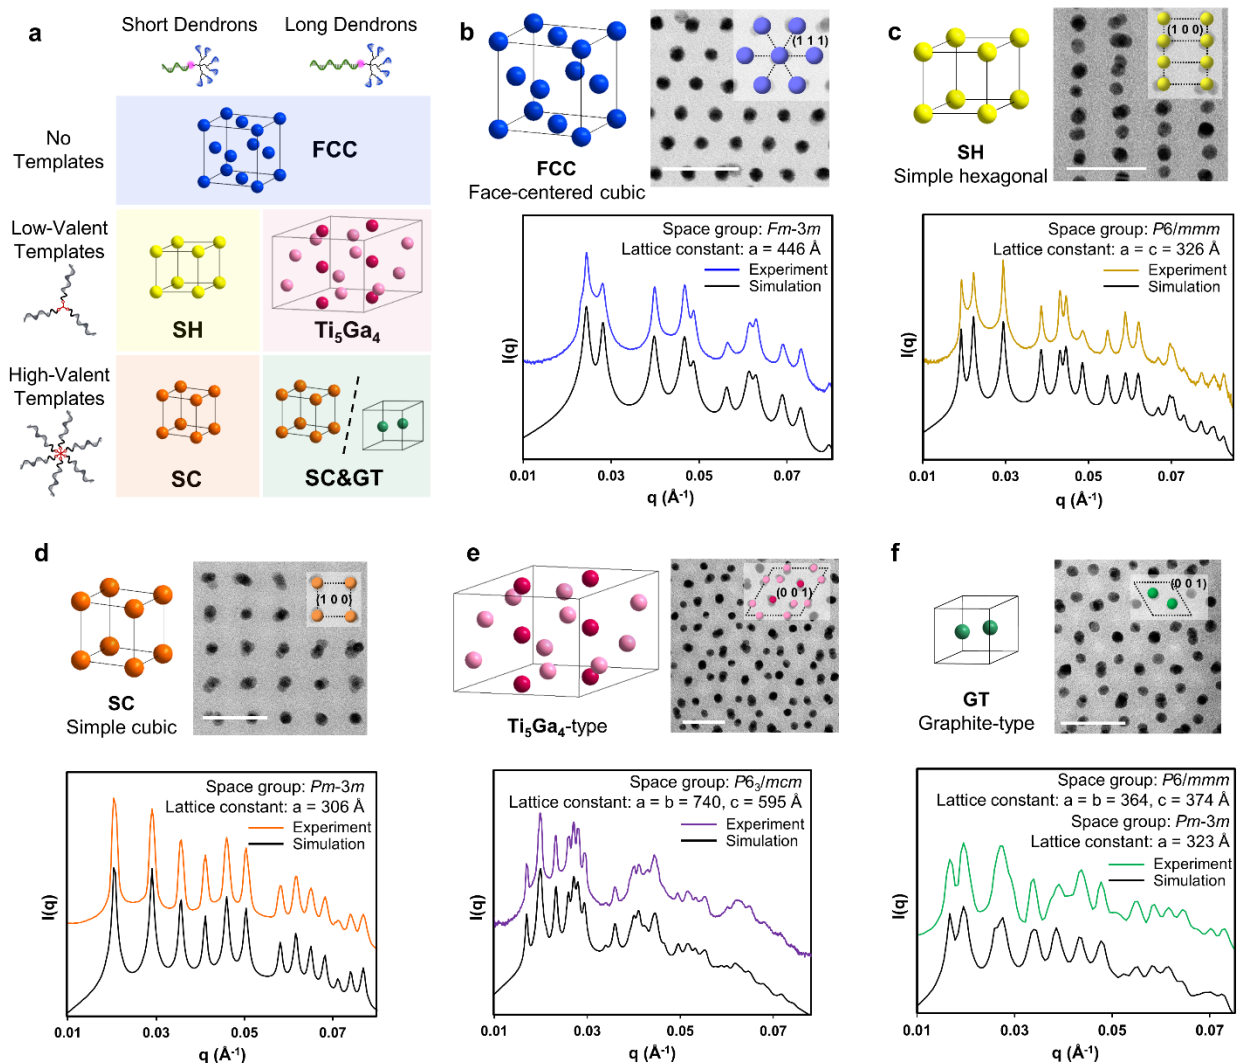 a
Short Dendrons
Long Dendrons
No
Templates
FCC
Low-Valent
Templates
SH
Ti₅Ga₄
High-Valent
Templates
SC
SC&GT
b
FCC
Face-centered cubic
(1 1 1)
Space group: Fm-3m
Lattice constant: a = 446 Å
Experiment
Simulation
I(q)
0.01
0.03
0.05
0.07
q (Å⁻¹)
c
SH
Simple hexagonal
(1 0 0)
Space group: P6/mmm
Lattice constant: a = c = 326 Å
Experiment
Simulation
I(q)
0.01
0.03
0.05
0.07
q (Å⁻¹)
d
SC
Simple cubic
(1 0 0)
Space group: Pm-3m
Lattice constant: a = 306 Å
Experiment
Simulation
I(q)
0.01
0.03
0.05
0.07
q (Å⁻¹)
e
Ti₅Ga₄-type
(0 0 1)
Space group: P6₃/mcm
Lattice constant: a = b = 740, c = 595 Å
Experiment
Simulation
I(q)
0.01
0.03
0.05
0.07
q (Å⁻¹)
f
GT
Graphite-type
(0 0 1)
Space group: P6/mmm
Lattice constant: a = b = 364, c = 374 Å
Space group: Pm-3m
Lattice constant: a = 323 Å
Experiment
Simulation
I(q)
0.01
0.03
0.05
0.07
q (Å⁻¹)